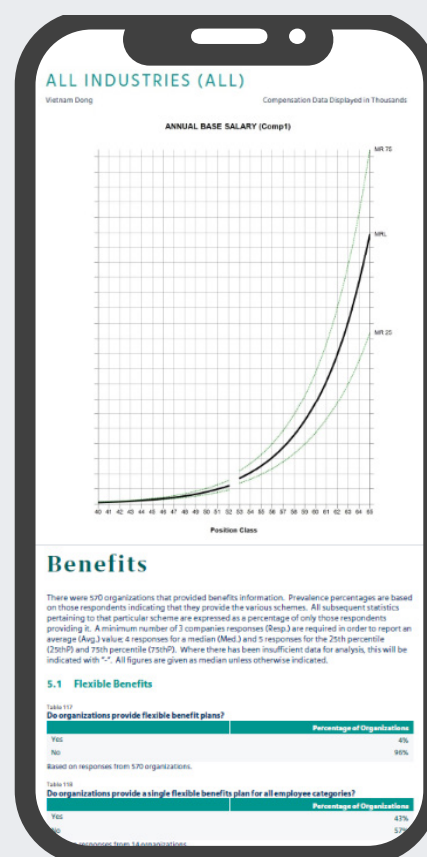 ALL INDUSTRIES (ALL)
Vietnam Dong Compensation Data Displayed in Thousands
ANNUAL BASE SALARY (Comp1)
MR 75
MRL
MR 25
40 41 42 43 44 45 46 47 48 49 50 51 52 53 54 55 56 57 58 59 60 61 62 63 64 65
Position Class
Benefits
There were 570 organizations that provided benefits information. Prevalence percentages are based
on those respondents indicating that they provide the various schemes. All subsequent statistics
pertaining to that particular scheme are expressed as a percentage of only those respondents
providing it. A minimum number of 3 companies responses (Resp.) are required in order to report an
average (Avg.) value; 4 responses for a median (Med.) and 5 responses for the 25th percentile
(25thP) and 75th percentile (75thP). Where there has been insufficient data for analysis, this will be
indicated with "-". All figures are given as median unless otherwise indicated.
5.1 Flexible Benefits
Table 117
Do organizations provide flexible benefit plans?
Percentage of Organizations
Yes 4%
No 96%
Based on responses from 570 organizations.
Table 118
Do organizations provide a single flexible benefits plan for all employee categories?
Percentage of Organizations
Yes 43%
No 57%
responses from 14 organizations.